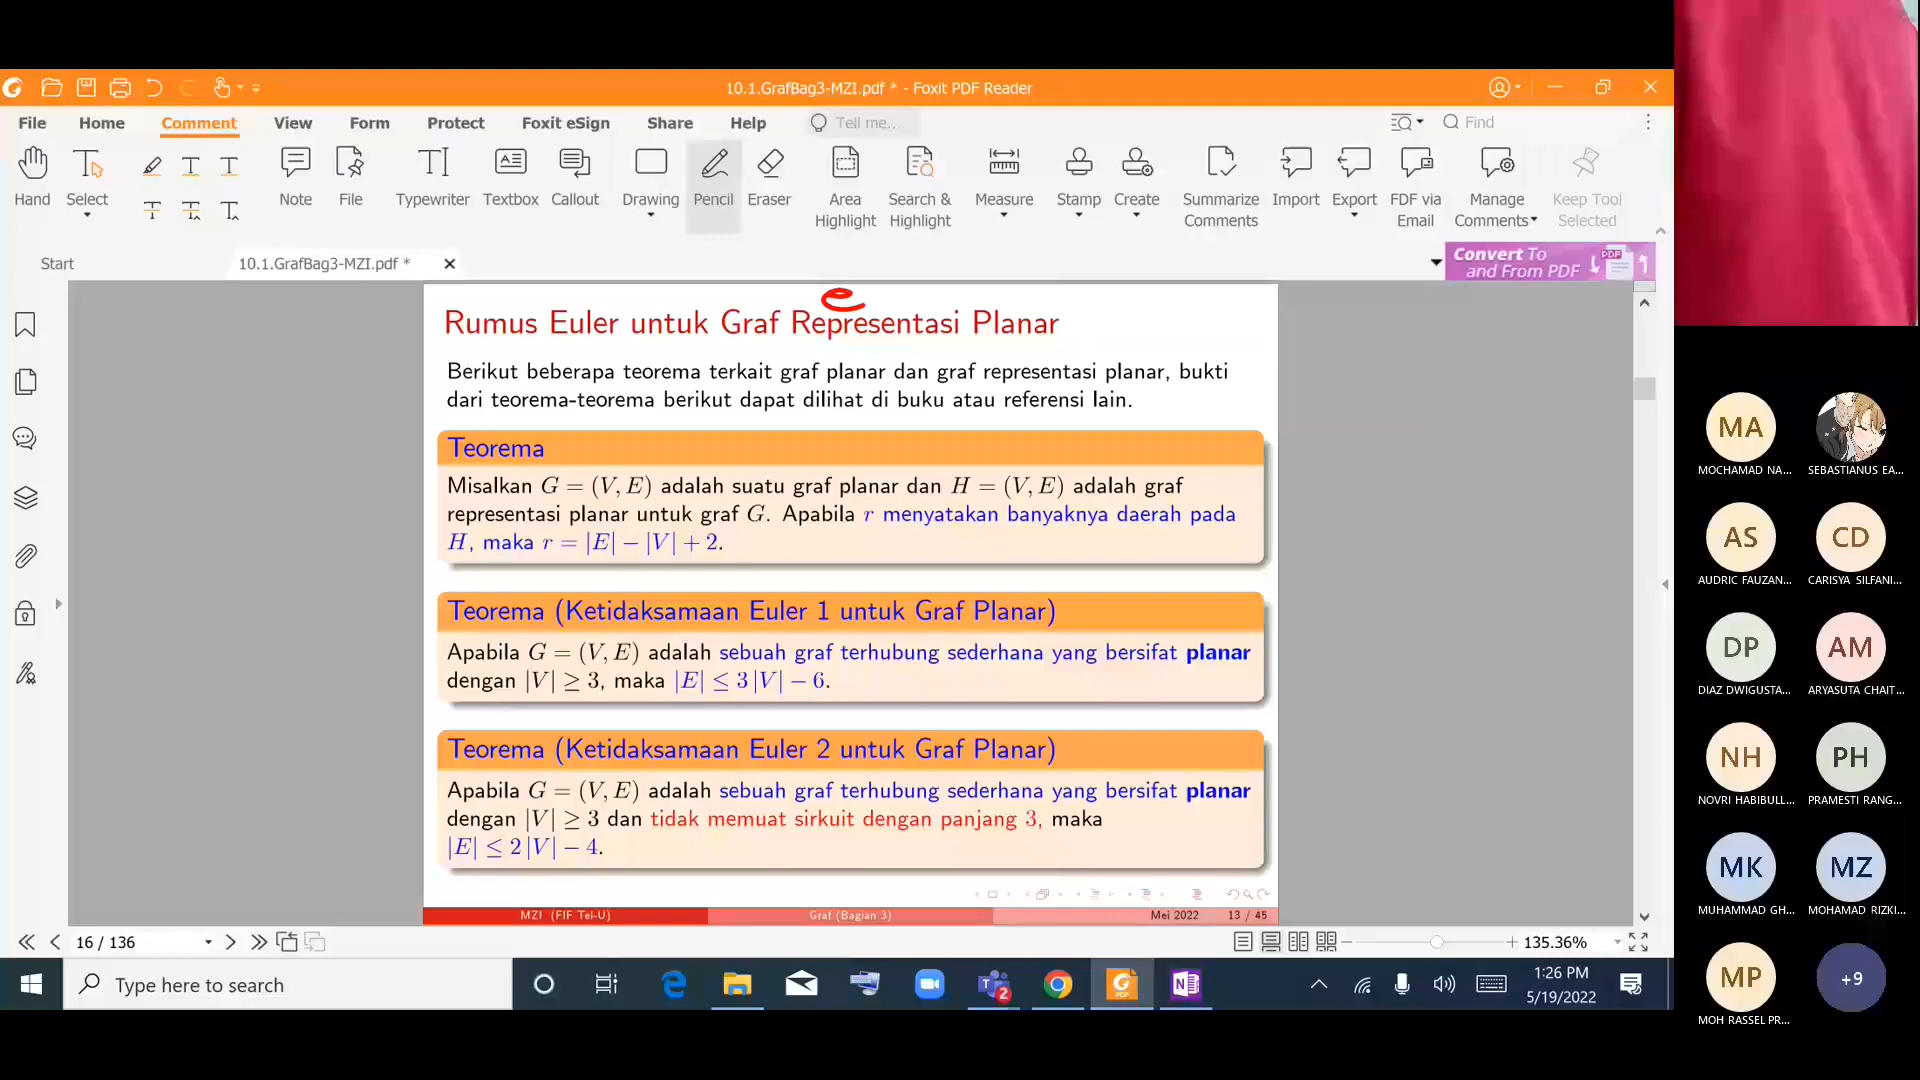 10.1.GrafBag3-MZI.pdf * - Foxit PDF Reader
File Home Comment View Form Protect Foxit eSign Share Help Tell me... Find
Hand Select Note File Typewriter Textbox Callout Drawing Pencil Eraser Area Highlight Search & Highlight Measure Stamp Create Summarize Comments Import Export FDF via Email Manage Comments Keep Tool Selected
Start 10.1.GrafBag3-MZI.pdf *
Convert To and From PDF
e
Rumus Euler untuk Graf Representasi Planar
Berikut beberapa teorema terkait graf planar dan graf representasi planar, bukti
dari teorema-teorema berikut dapat dilihat di buku atau referensi lain.
Teorema
Misalkan G = (V, E) adalah suatu graf planar dan H = (V, E) adalah graf
representasi planar untuk graf G. Apabila r menyatakan banyaknya daerah pada
H, maka r = |E| − |V| + 2.
Teorema (Ketidaksamaan Euler 1 untuk Graf Planar)
Apabila G = (V, E) adalah sebuah graf terhubung sederhana yang bersifat planar
dengan |V| ≥ 3, maka |E| ≤ 3 |V| − 6.
Teorema (Ketidaksamaan Euler 2 untuk Graf Planar)
Apabila G = (V, E) adalah sebuah graf terhubung sederhana yang bersifat planar
dengan |V| ≥ 3 dan tidak memuat sirkuit dengan panjang 3, maka
|E| ≤ 2 |V| − 4.
MZI (FIF Tel-U) Graf (Bagian 3) Mei 2022 13 / 45
16 / 136 135.36%
Type here to search
2
1:26 PM
5/19/2022
MA
MOCHAMAD NA... SEBASTIANUS EA...
AS CD
AUDRIC FAUZAN... CARISYA SILFANI...
DP AM
DIAZ DWIGUSTA... ARYASUTA CHAIT...
NH PH
NOVRI HABIBULL... PRAMESTI RANG...
MK MZ
MUHAMMAD GH... MOHAMAD RIZKI...
MP +9
MOH RASSEL PR...